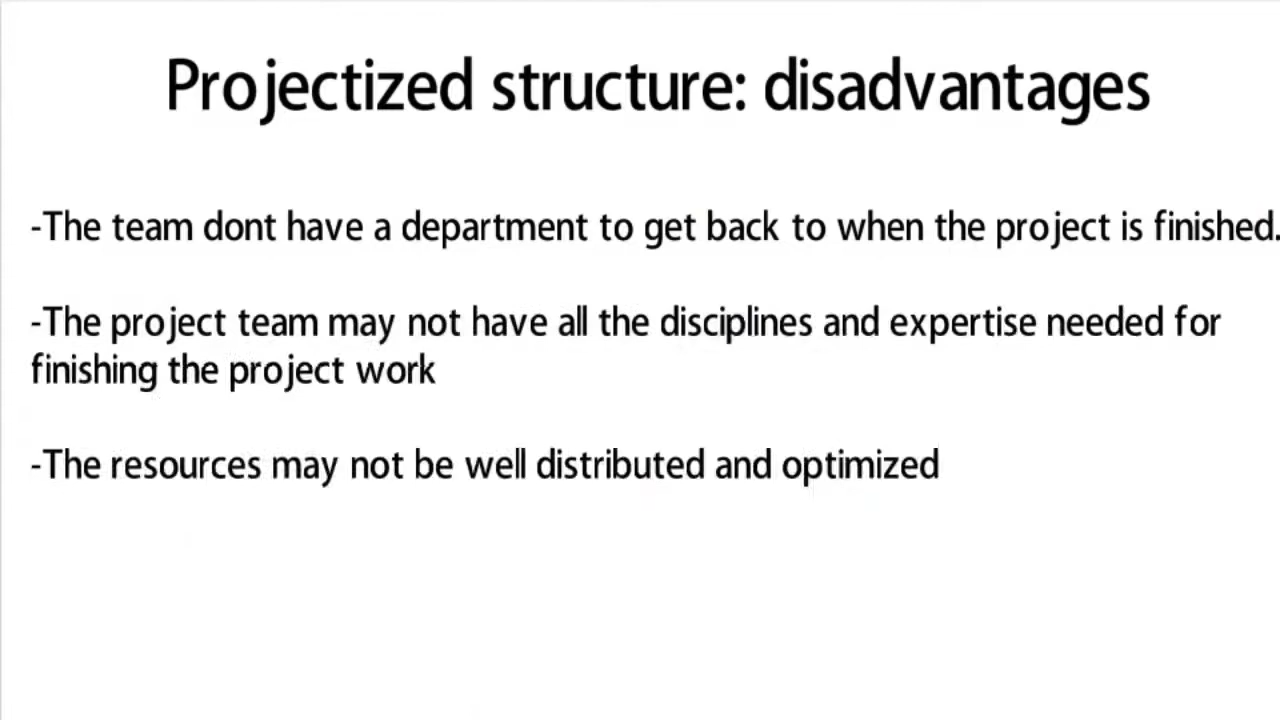 Projectized structure: disadvantages
-The team dont have a department to get back to when the project is finished.
-The project team may not have all the disciplines and expertise needed for
finishing the project work
-The resources may not be well distributed and optimized